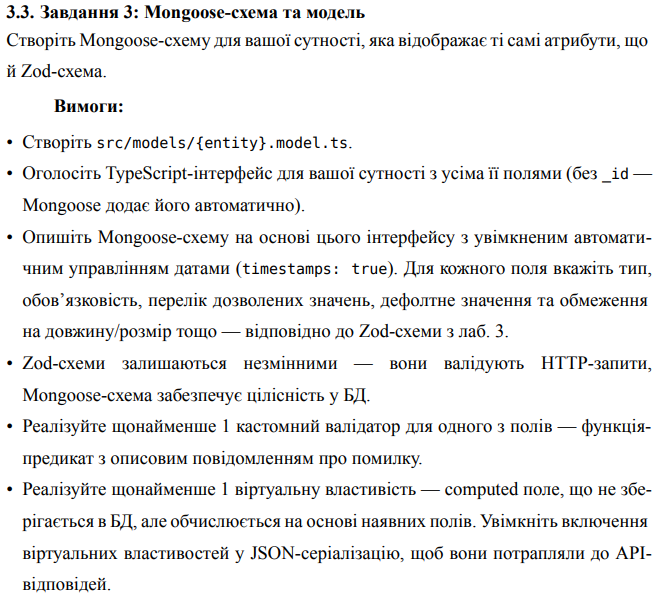 3.3. Завдання 3: Mongoose-схема та модель
Створіть Mongoose-схему для вашої сутності, яка відображає ті самі атрибути, що
й Zod-схема.
Вимоги:
• Створіть src/models/{entity}.model.ts.
• Оголосіть TypeScript-інтерфейс для вашої сутності з усіма її полями (без _id —
Mongoose додає його автоматично).
• Опишіть Mongoose-схему на основі цього інтерфейсу з увімкненим автомати-
чним управлінням датами (timestamps: true). Для кожного поля вкажіть тип,
обов’язковість, перелік дозволених значень, дефолтне значення та обмеження
на довжину/розмір тощо — відповідно до Zod-схеми з лаб. 3.
• Zod-схеми залишаються незмінними — вони валідують HTTP-запити,
Mongoose-схема забезпечує цілісність у БД.
• Реалізуйте щонайменше 1 кастомний валідатор для одного з полів — функція-
предикат з описовим повідомленням про помилку.
• Реалізуйте щонайменше 1 віртуальну властивість — computed поле, що не збе-
рігається в БД, але обчислюється на основі наявних полів. Увімкніть включення
віртуальних властивостей у JSON-серіалізацію, щоб вони потрапляли до API-
відповідей.